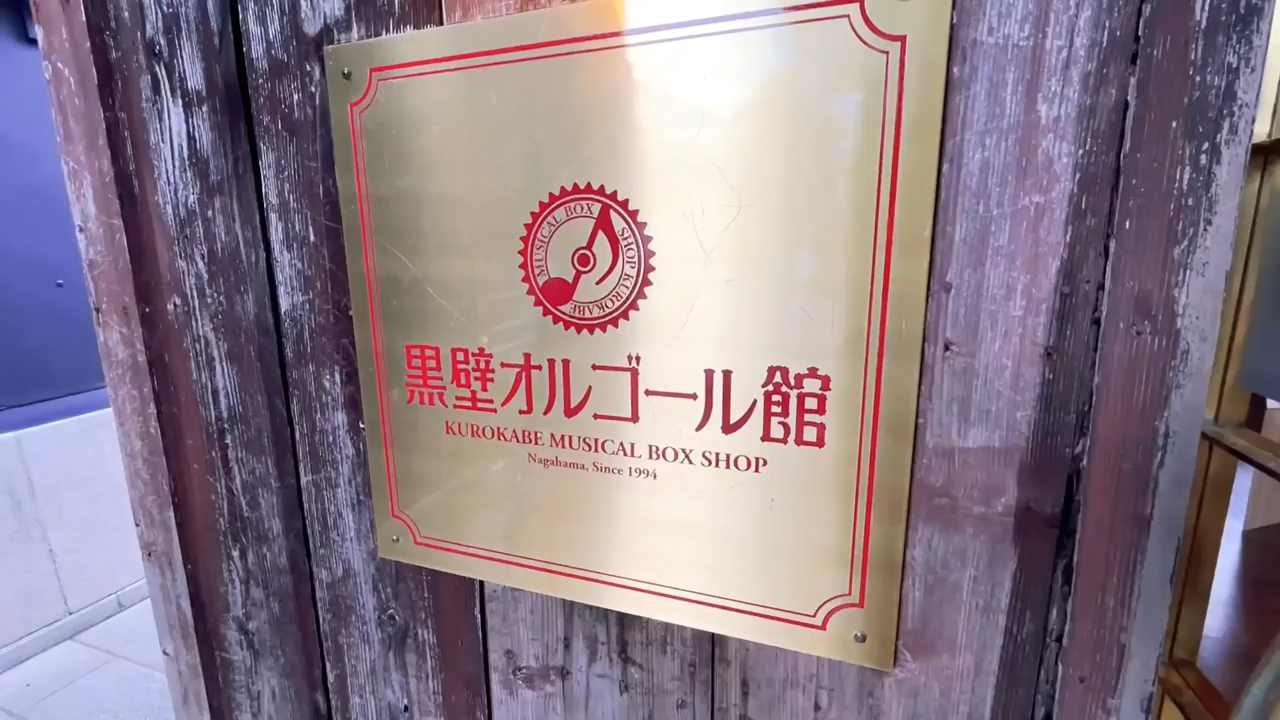 MUSICAL BOX SHOP KUROKABE
黒壁オルゴール館
KUROKABE MUSICAL BOX SHOP
Nagahama, Since 1994